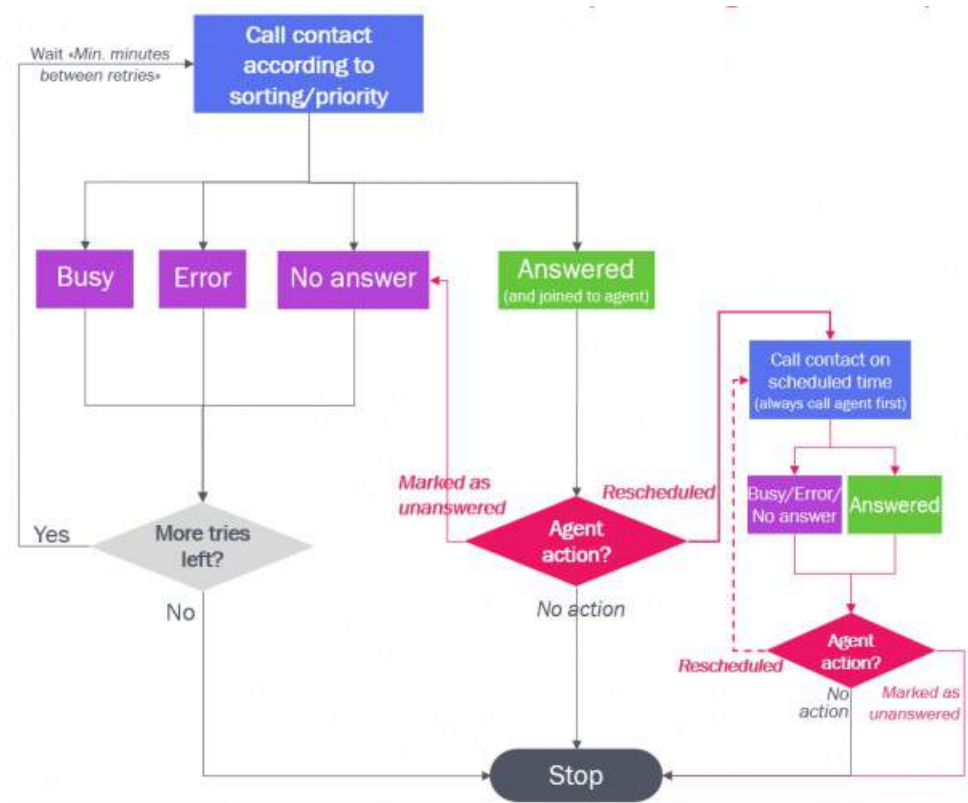 Call contact
according to
sorting/priority
Wait «Min. minutes
between retries»
Busy
Error
No answer
Answered
(and joined to agent)
Call contact on
scheduled time
(always call agent first)
Busy/Error/
No answer
Answered
Marked as
unanswered
Rescheduled
Yes
More tries
left?
Agent
action?
No
No action
Agent
action?
Rescheduled
No
action
Marked as
unanswered
Stop